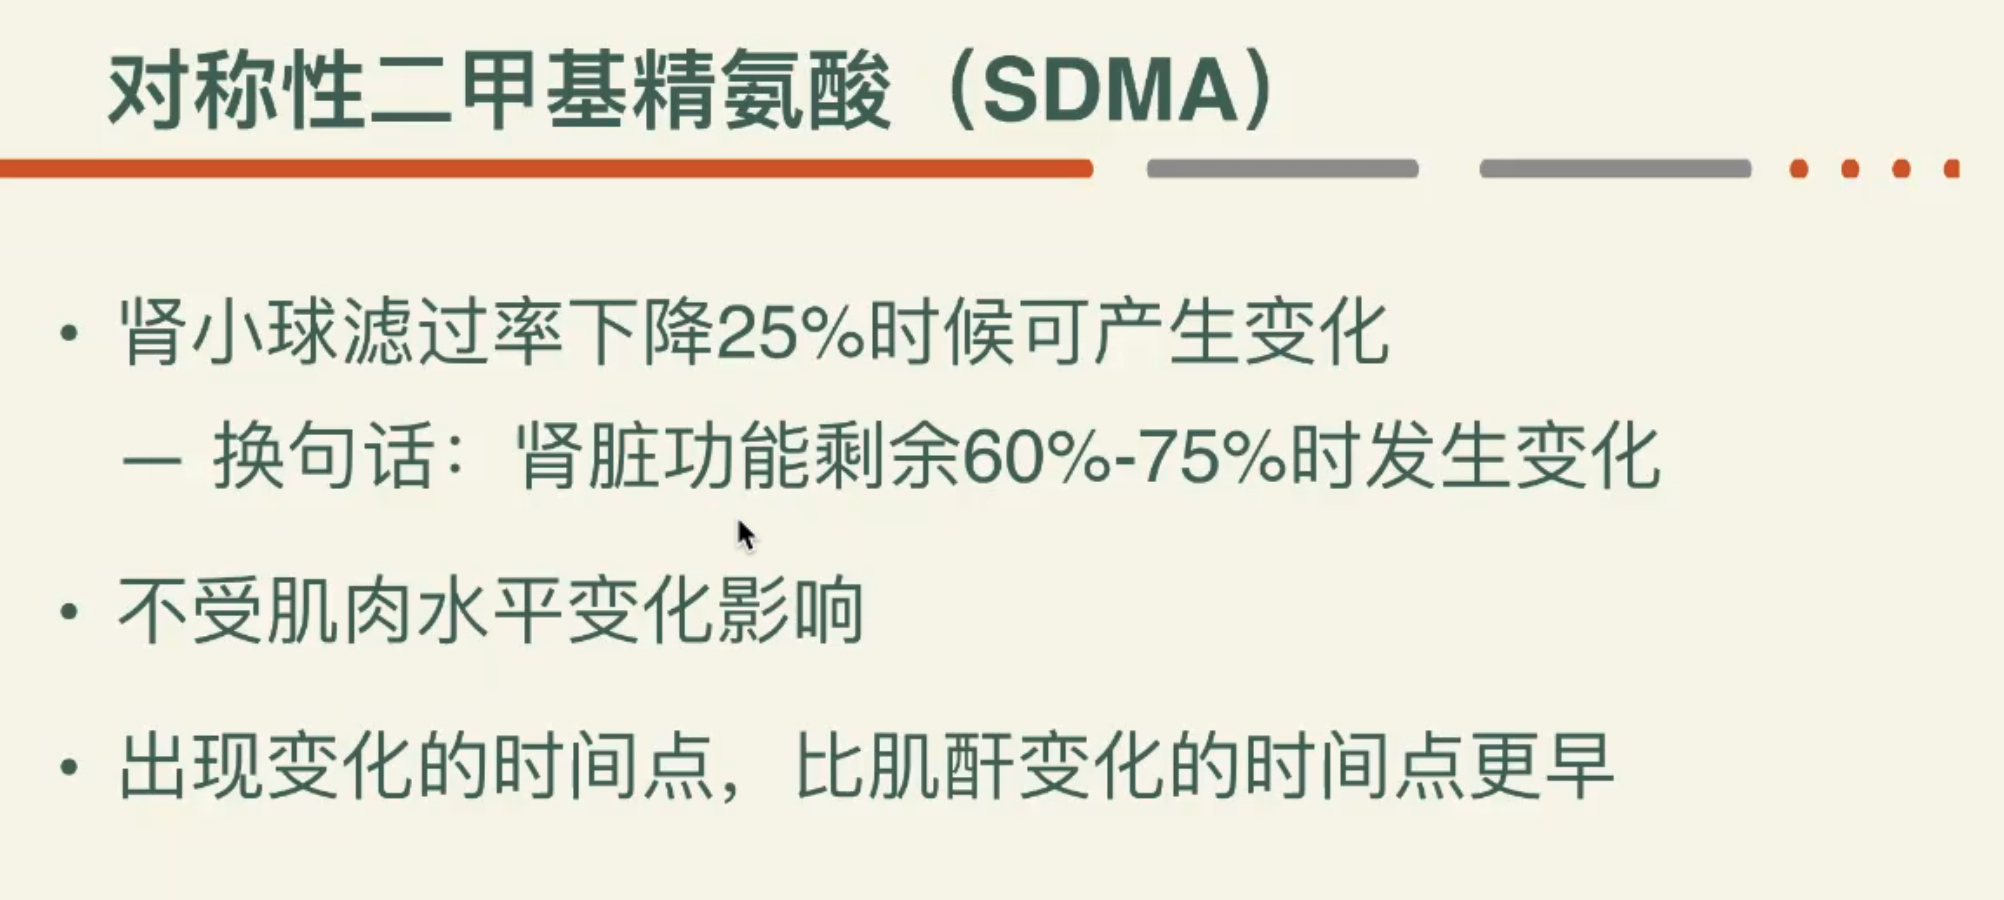 对称性二甲基精氨酸（SDMA）
• 肾小球滤过率下降25%时候可产生变化
— 换句话：肾脏功能剩余60%-75%时发生变化
• 不受肌肉水平变化影响
• 出现变化的时间点，比肌酐变化的时间点更早